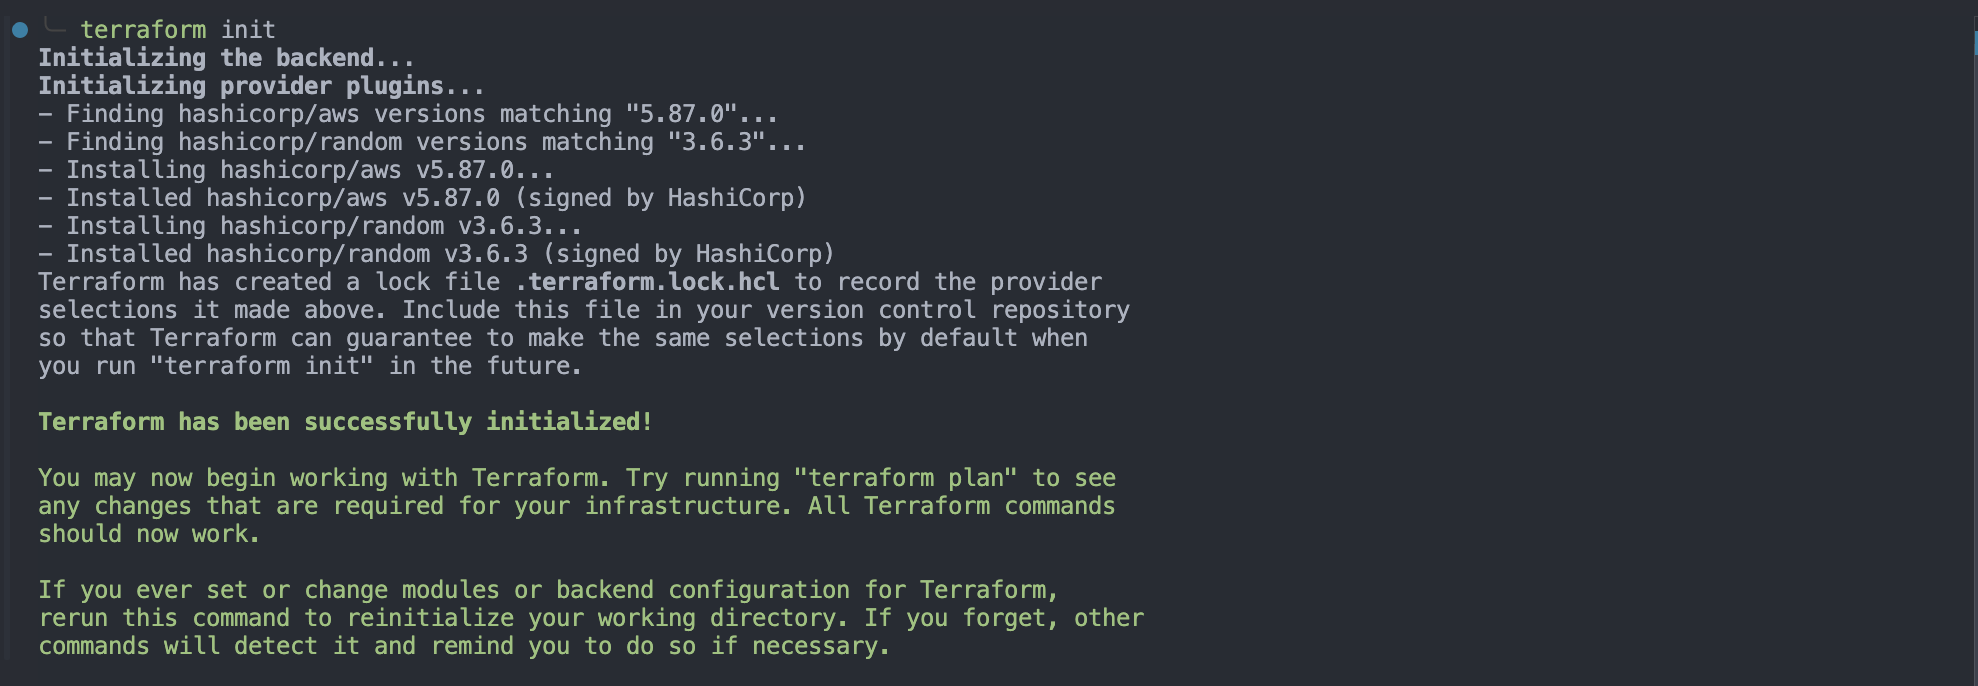 terraform init
Initializing the backend...
Initializing provider plugins...
- Finding hashicorp/aws versions matching "5.87.0"...
- Finding hashicorp/random versions matching "3.6.3"...
- Installing hashicorp/aws v5.87.0...
- Installed hashicorp/aws v5.87.0 (signed by HashiCorp)
- Installing hashicorp/random v3.6.3...
- Installed hashicorp/random v3.6.3 (signed by HashiCorp)
Terraform has created a lock file .terraform.lock.hcl to record the provider
selections it made above. Include this file in your version control repository
so that Terraform can guarantee to make the same selections by default when
you run "terraform init" in the future.
Terraform has been successfully initialized!
You may now begin working with Terraform. Try running "terraform plan" to see
any changes that are required for your infrastructure. All Terraform commands
should now work.
If you ever set or change modules or backend configuration for Terraform,
rerun this command to reinitialize your working directory. If you forget, other
commands will detect it and remind you to do so if necessary.